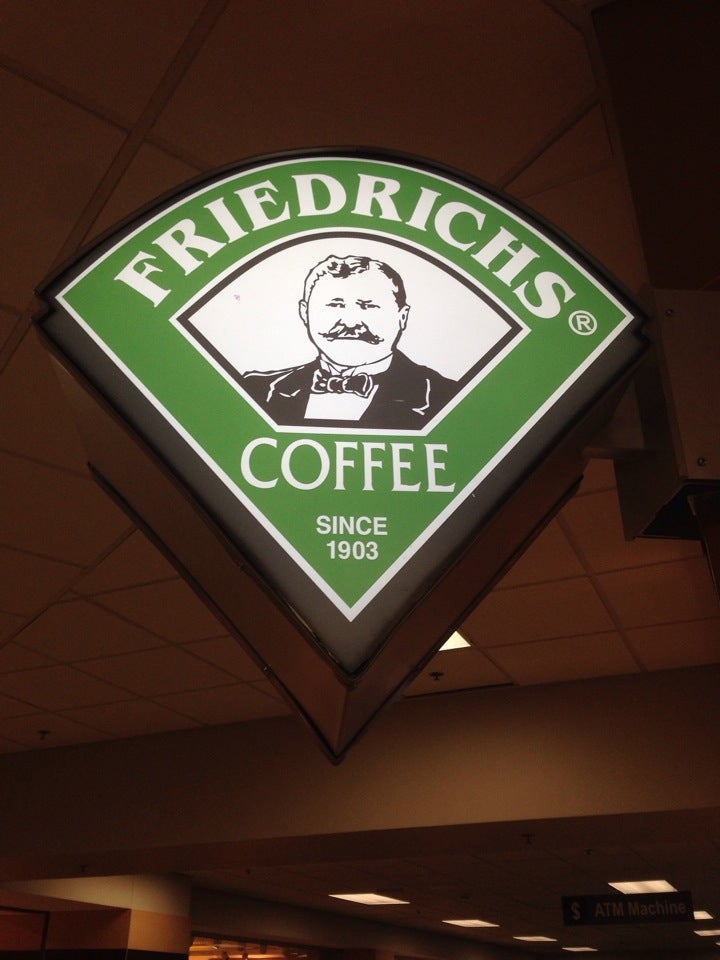 FRIEDRICHS®
COFFEE
SINCE
1903
$ ATM Machine